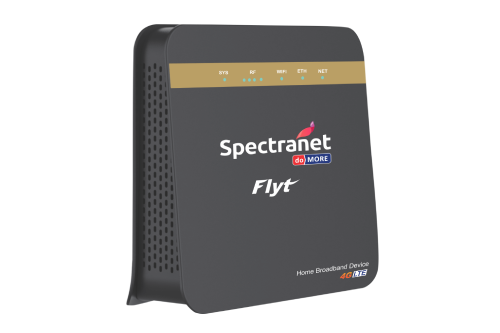 SYS RF WiFi ETH NET
Spectranet
do MORE
Flyt
Home Broadband Device
4G LTE